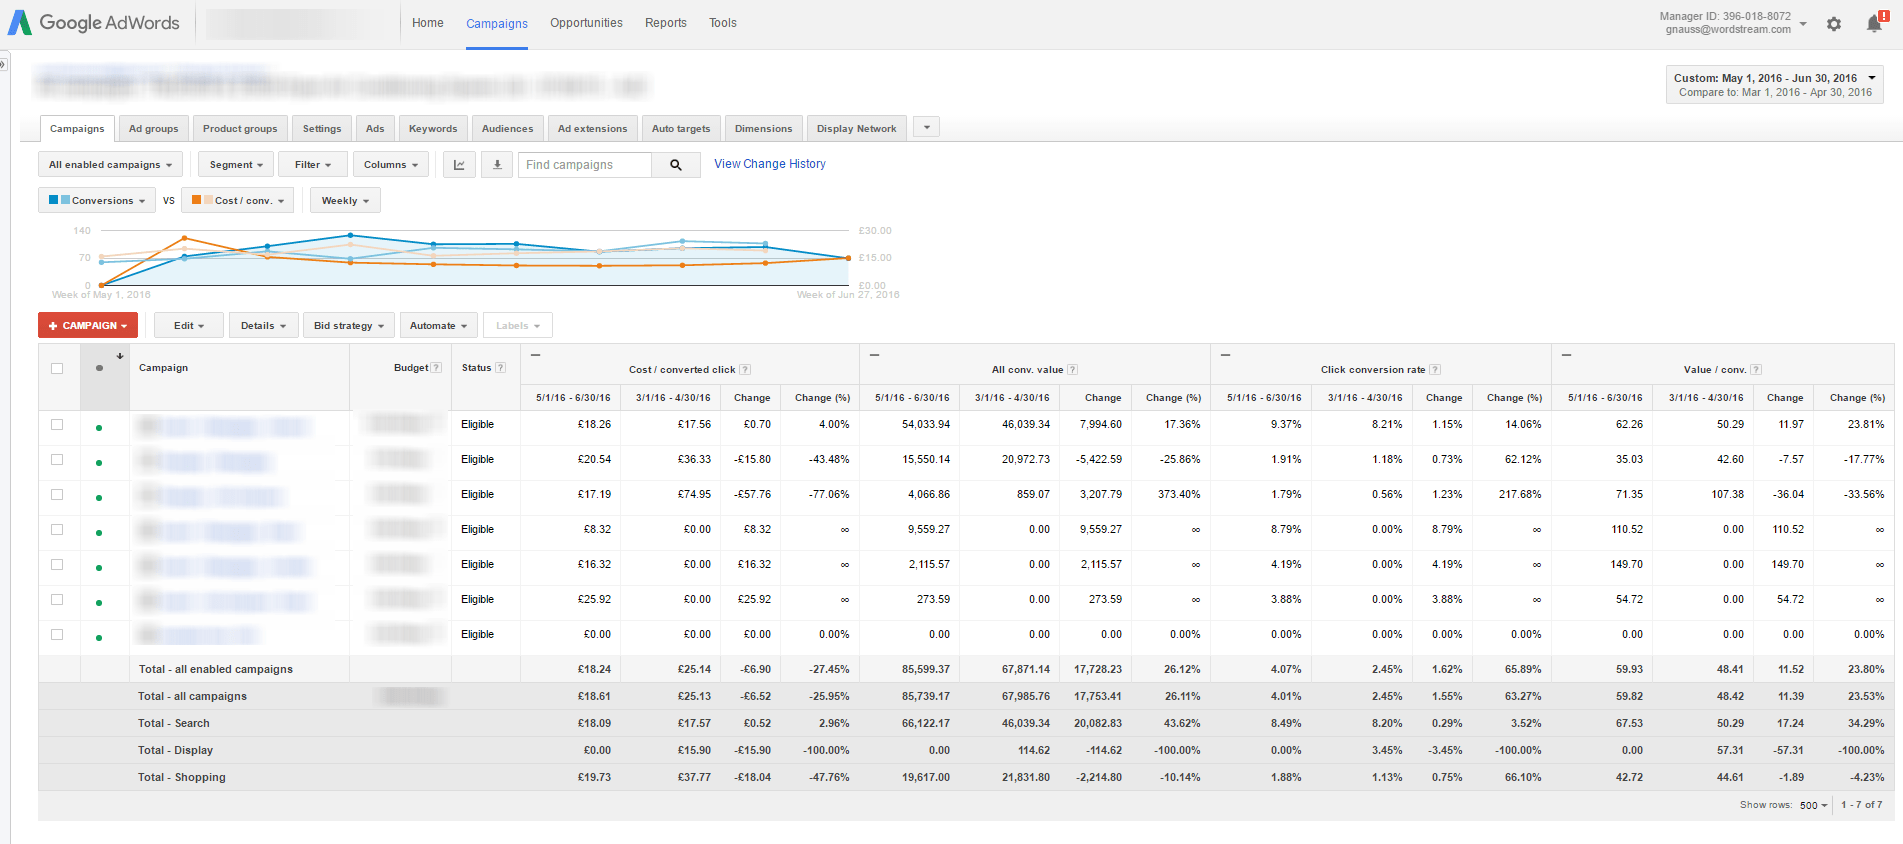 Google AdWords Home Campaigns Opportunities Reports Tools Manager ID: 396-018-8072
gnauss@wordstream.com
!
»
Custom: May 1, 2016 - Jun 30, 2016
Compare to: Mar 1, 2016 - Apr 30, 2016
Campaigns Ad groups Product groups Settings Ads Keywords Audiences Ad extensions Auto targets Dimensions Display Network
All enabled campaigns Segment Filter Columns Find campaigns View Change History
Conversions VS Cost / conv. Weekly
140 £30.00
70 £15.00
0 £0.00
Week of May 1, 2016 Week of Jun 27, 2016
+ CAMPAIGN Edit Details Bid strategy Automate Labels
Campaign Budget ? Status ? Cost / converted click ? All conv. value ? Click conversion rate ? Value / conv. ?
5/1/16 - 6/30/16 3/1/16 - 4/30/16 Change Change (%) 5/1/16 - 6/30/16 3/1/16 - 4/30/16 Change Change (%) 5/1/16 - 6/30/16 3/1/16 - 4/30/16 Change Change (%) 5/1/16 - 6/30/16 3/1/16 - 4/30/16 Change Change (%)
Eligible £18.26 £17.56 £0.70 4.00% 54,033.94 46,039.34 7,994.60 17.36% 9.37% 8.21% 1.15% 14.06% 62.26 50.29 11.97 23.81%
Eligible £20.54 £36.33 -£15.80 -43.48% 15,550.14 20,972.73 -5,422.59 -25.86% 1.91% 1.18% 0.73% 62.12% 35.03 42.60 -7.57 -17.77%
Eligible £17.19 £74.95 -£57.76 -77.06% 4,066.86 859.07 3,207.79 373.40% 1.79% 0.56% 1.23% 217.68% 71.35 107.38 -36.04 -33.56%
Eligible £8.32 £0.00 £8.32 ∞ 9,559.27 0.00 9,559.27 ∞ 8.79% 0.00% 8.79% ∞ 110.52 0.00 110.52 ∞
Eligible £16.32 £0.00 £16.32 ∞ 2,115.57 0.00 2,115.57 ∞ 4.19% 0.00% 4.19% ∞ 149.70 0.00 149.70 ∞
Eligible £25.92 £0.00 £25.92 ∞ 273.59 0.00 273.59 ∞ 3.88% 0.00% 3.88% ∞ 54.72 0.00 54.72 ∞
Eligible £0.00 £0.00 £0.00 0.00% 0.00 0.00 0.00 0.00% 0.00% 0.00% 0.00% 0.00% 0.00 0.00 0.00 0.00%
Total - all enabled campaigns £18.24 £25.14 -£6.90 -27.45% 85,599.37 67,871.14 17,728.23 26.12% 4.07% 2.45% 1.62% 65.89% 59.93 48.41 11.52 23.80%
Total - all campaigns £18.61 £25.13 -£6.52 -25.95% 85,739.17 67,985.76 17,753.41 26.11% 4.01% 2.45% 1.55% 63.27% 59.82 48.42 11.39 23.53%
Total - Search £18.09 £17.57 £0.52 2.96% 66,122.17 46,039.34 20,082.83 43.62% 8.49% 8.20% 0.29% 3.52% 67.53 50.29 17.24 34.29%
Total - Display £0.00 £15.90 -£15.90 -100.00% 0.00 114.62 -114.62 -100.00% 0.00% 3.45% -3.45% -100.00% 0.00 57.31 -57.31 -100.00%
Total - Shopping £19.73 £37.77 -£18.04 -47.76% 19,617.00 21,831.80 -2,214.80 -10.14% 1.88% 1.13% 0.75% 66.10% 42.72 44.61 -1.89 -4.23%
Show rows: 500 1 - 7 of 7